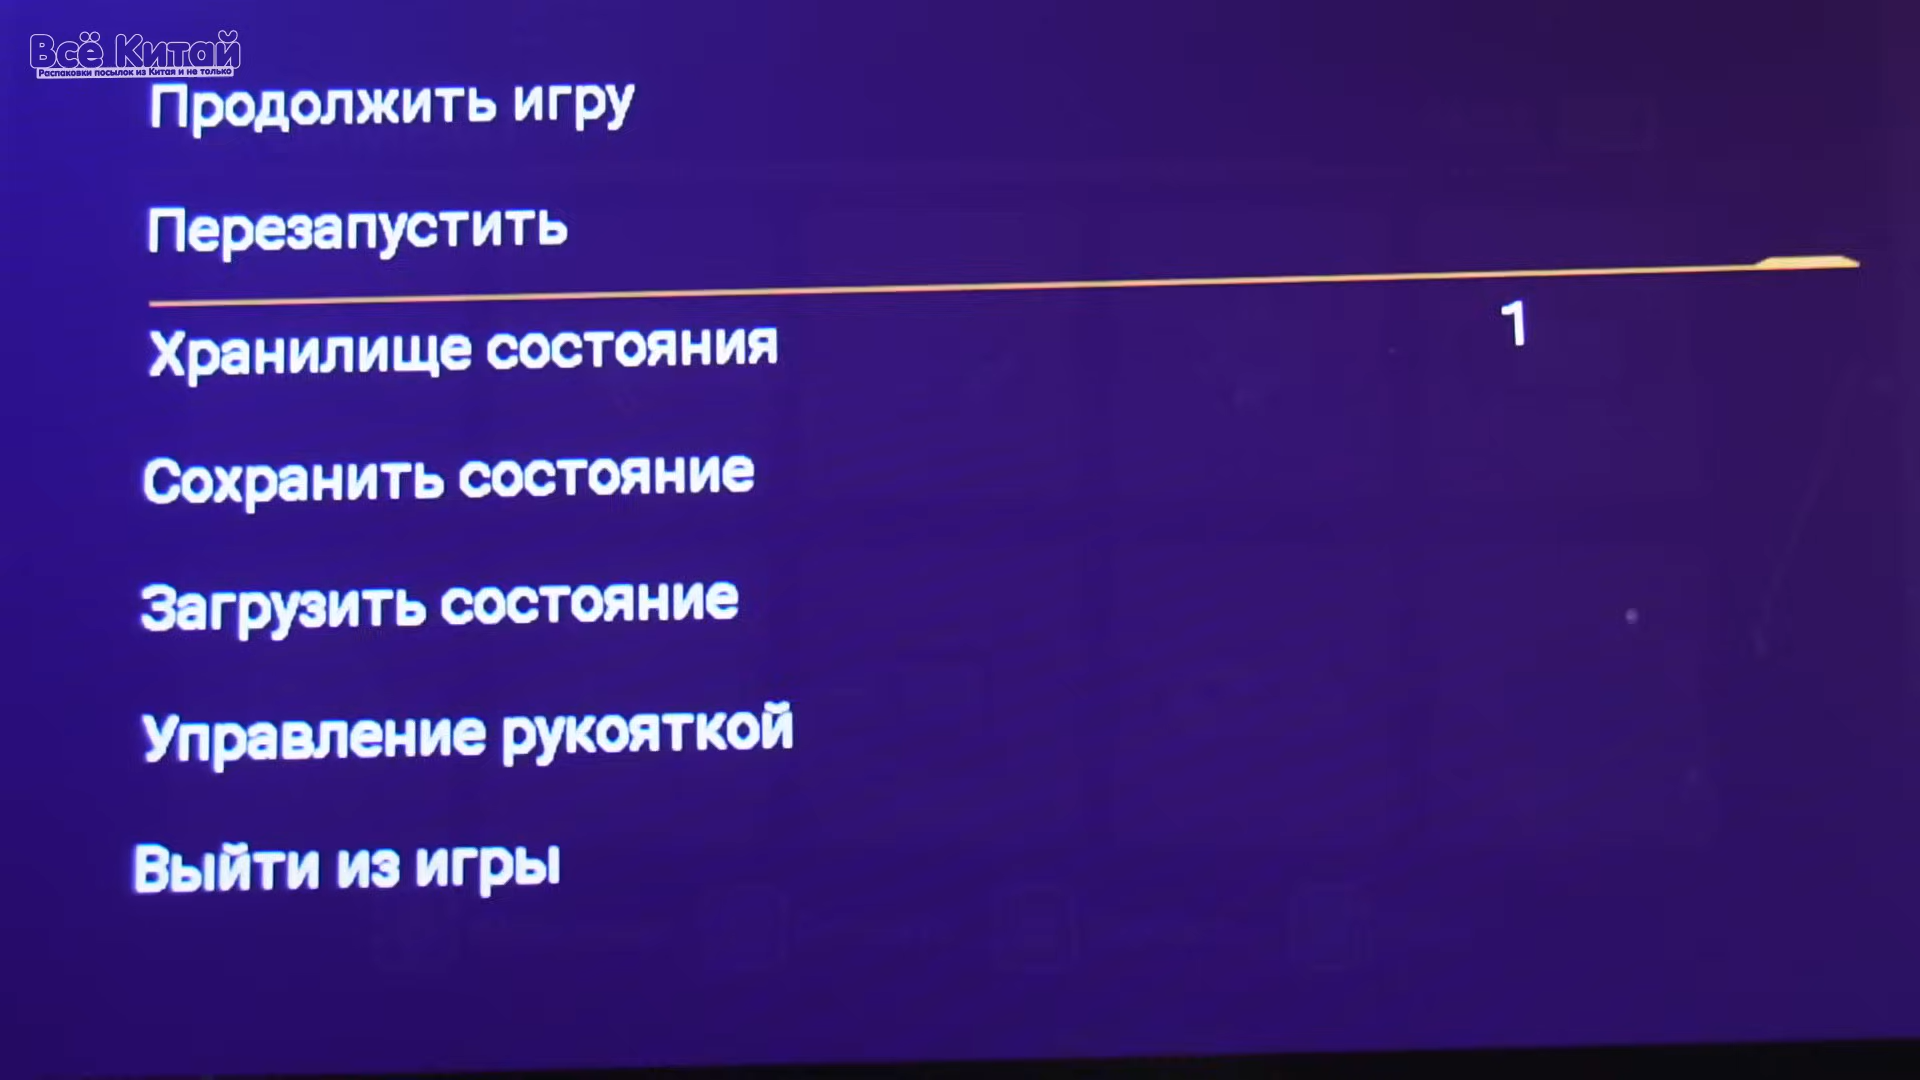 Всё Китай
Распаковки посылок из Китая и не только
Продолжить игру
Перезапустить
Хранилище состояния 1
Сохранить состояние
Загрузить состояние
Управление рукояткой
Выйти из игры